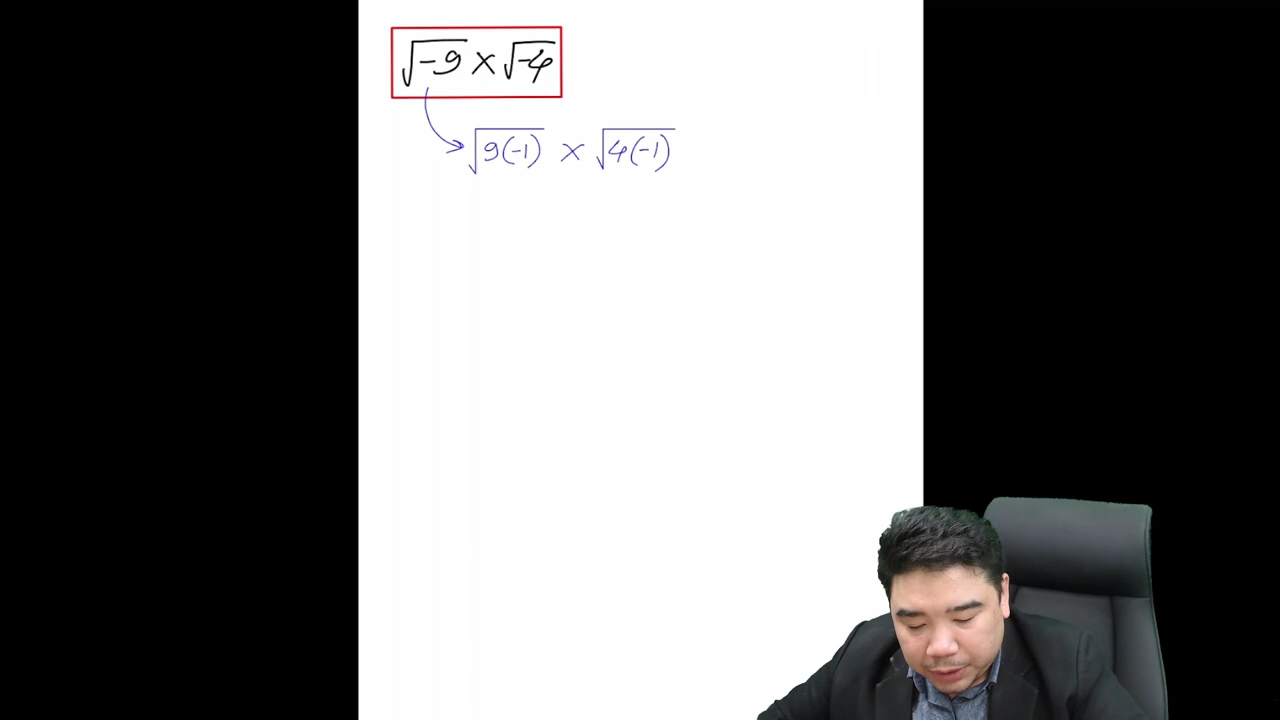 √-9 × √-4
√9(-1) × √4(-1)